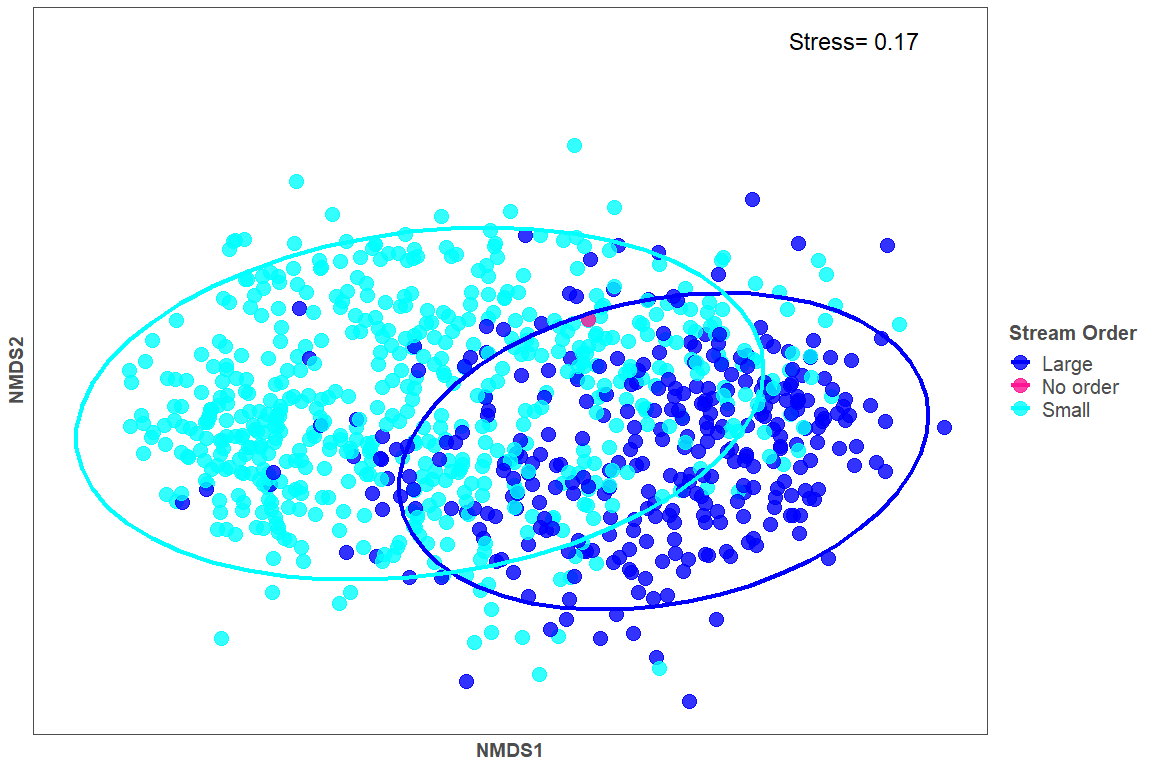 Stress= 0.17
NMDS2
NMDS1
Stream Order
Large
No order
Small